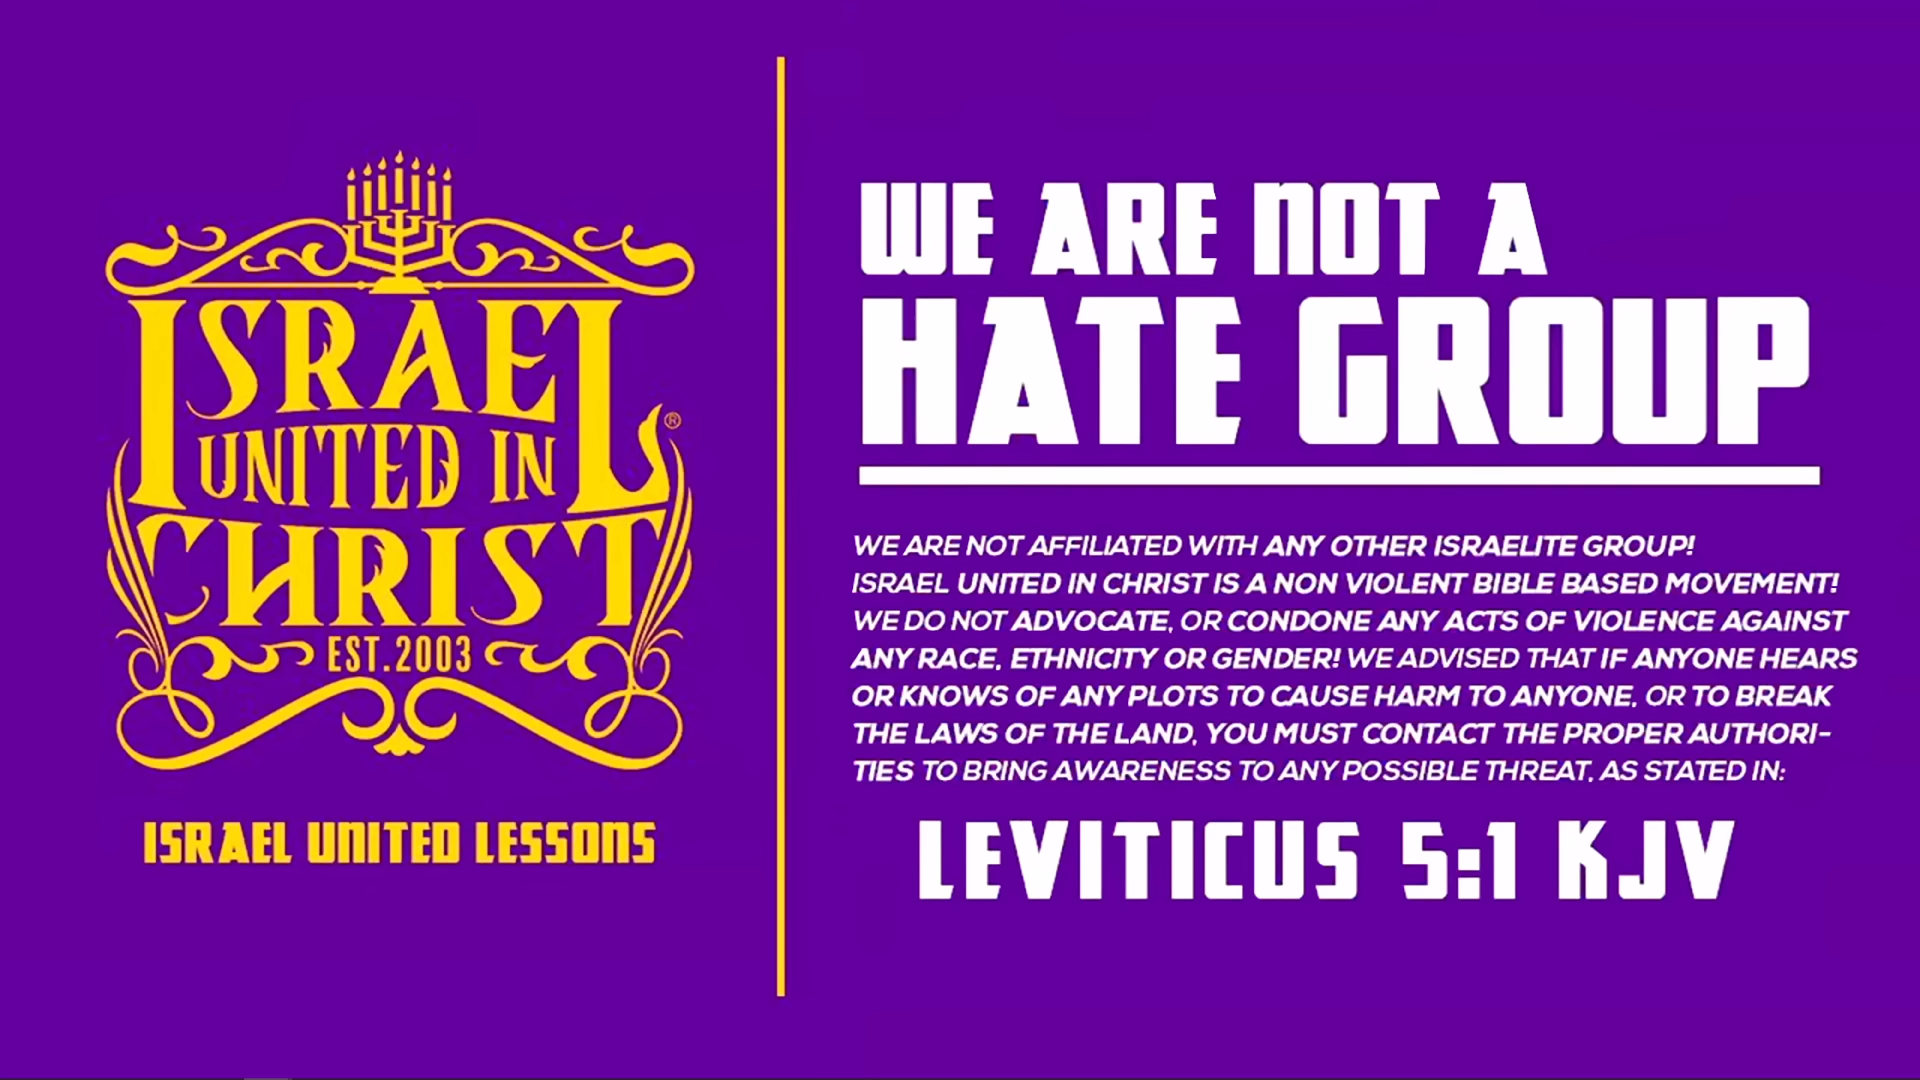 ISRAEL
UNITED IN
CHRIST
®
EST.2003
ISRAEL UNITED LESSONS
WE ARE NOT A
HATE GROUP
WE ARE NOT AFFILIATED WITH ANY OTHER ISRAELITE GROUP!
ISRAEL UNITED IN CHRIST IS A NON VIOLENT BIBLE BASED MOVEMENT!
WE DO NOT ADVOCATE, OR CONDONE ANY ACTS OF VIOLENCE AGAINST
ANY RACE, ETHNICITY OR GENDER! WE ADVISED THAT IF ANYONE HEARS
OR KNOWS OF ANY PLOTS TO CAUSE HARM TO ANYONE, OR TO BREAK
THE LAWS OF THE LAND, YOU MUST CONTACT THE PROPER AUTHORI-
TIES TO BRING AWARENESS TO ANY POSSIBLE THREAT, AS STATED IN:
LEVITICUS 5:1 KJV